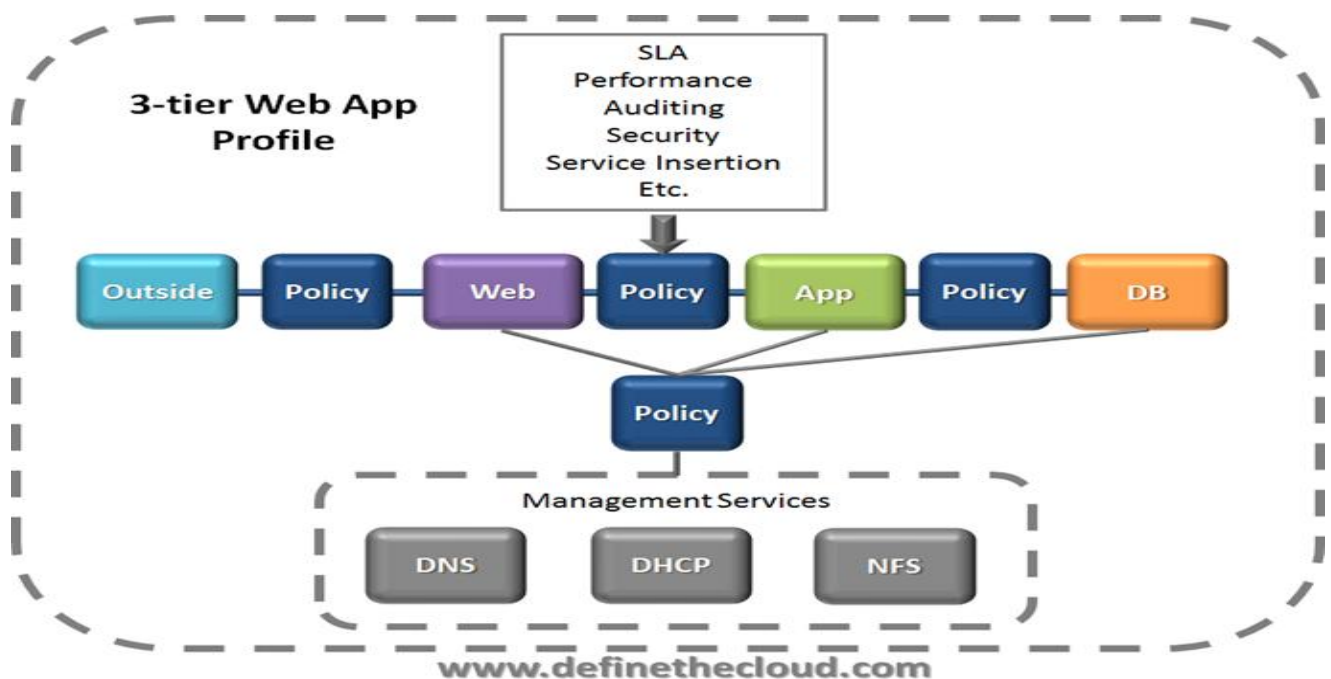 SLA
Performance
Auditing
Security
Service Insertion
Etc.
3-tier Web App
Profile
Outside
Policy
Web
Policy
App
Policy
DB
Policy
Management Services
DNS
DHCP
NFS
www.definethecloud.com